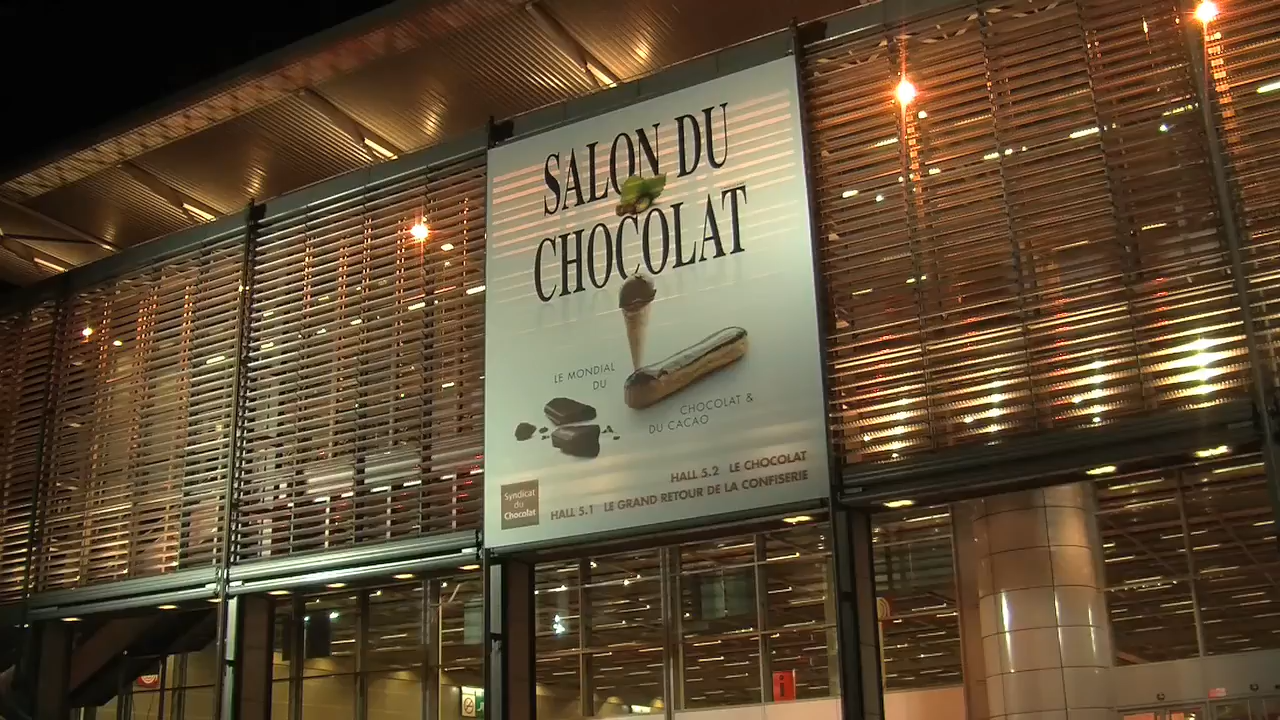 SALON DU
CHOCOLAT
LE MONDIAL
DU
CHOCOLAT &
DU CACAO
HALL 5.2 LE CHOCOLAT
HALL 5.1 LE GRAND RETOUR DE LA CONFISERIE
Syndicat
du
Chocolat
i